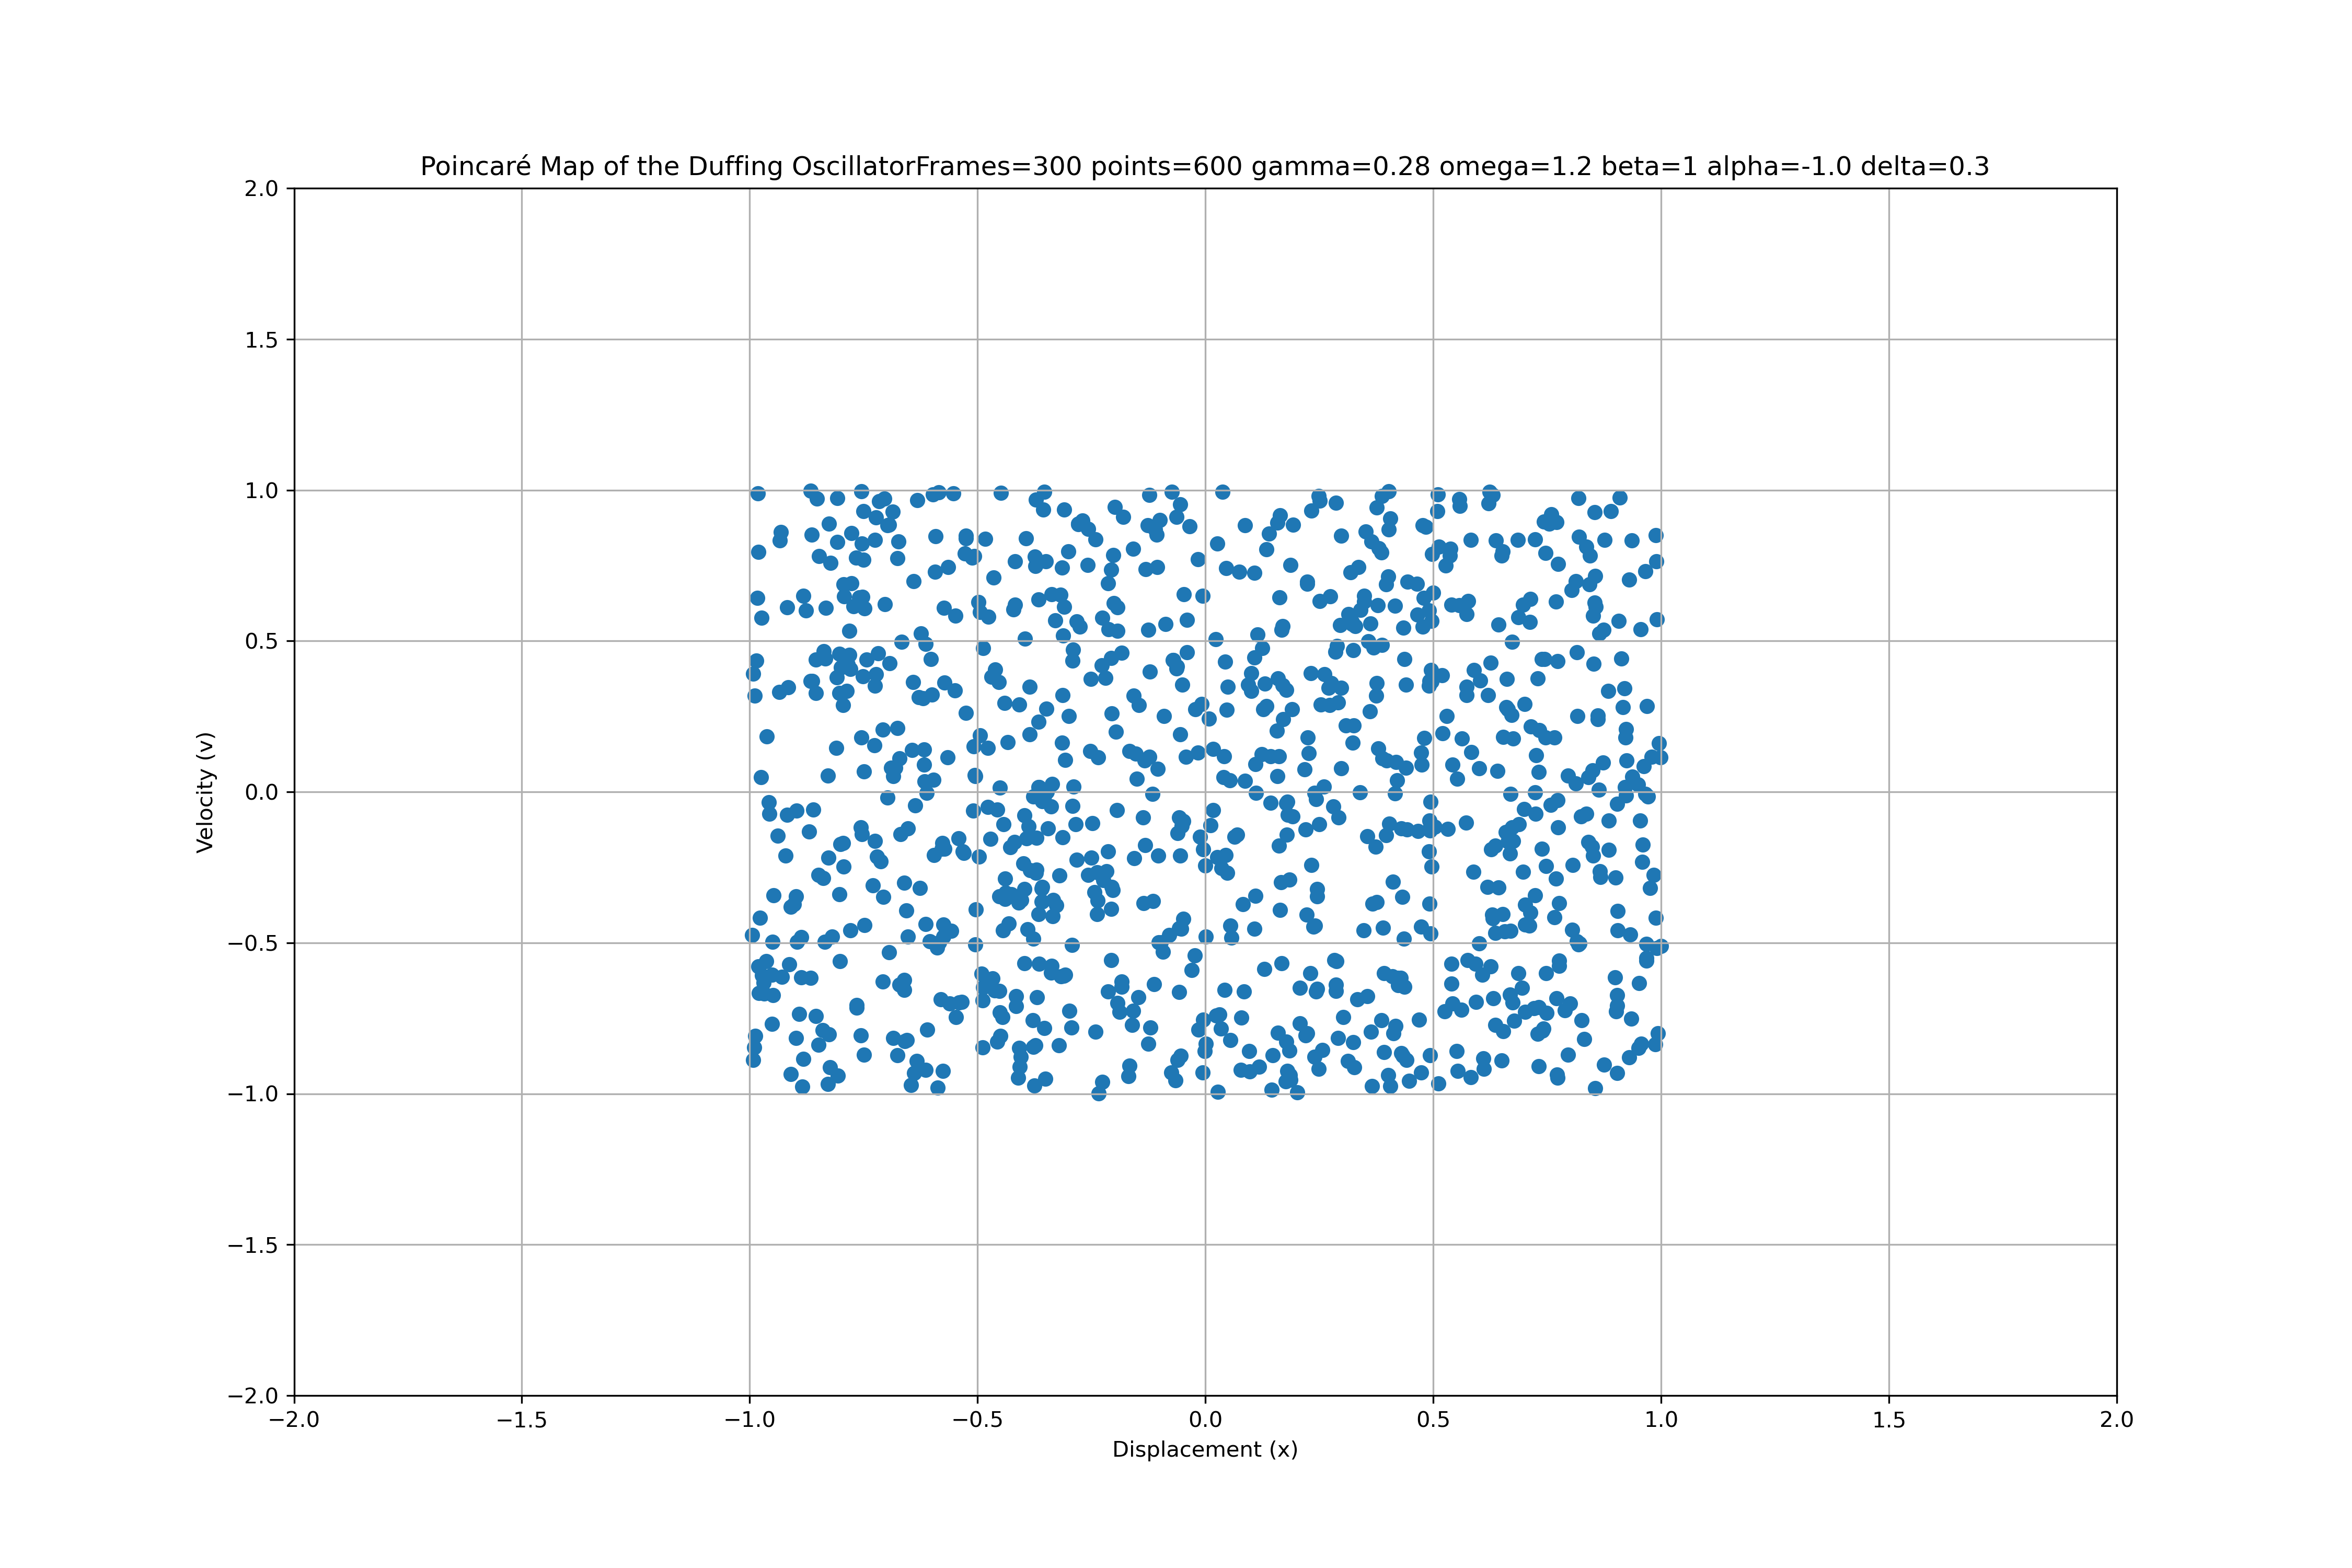 Poincaré Map of the Duffing OscillatorFrames=300 points=600 gamma=0.28 omega=1.2 beta=1 alpha=-1.0 delta=0.3
2.0
1.5
1.0
0.5
0.0
−0.5
−1.0
−1.5
−2.0
Velocity (v)
−2.0 −1.5 −1.0 −0.5 0.0 0.5 1.0 1.5 2.0
Displacement (x)